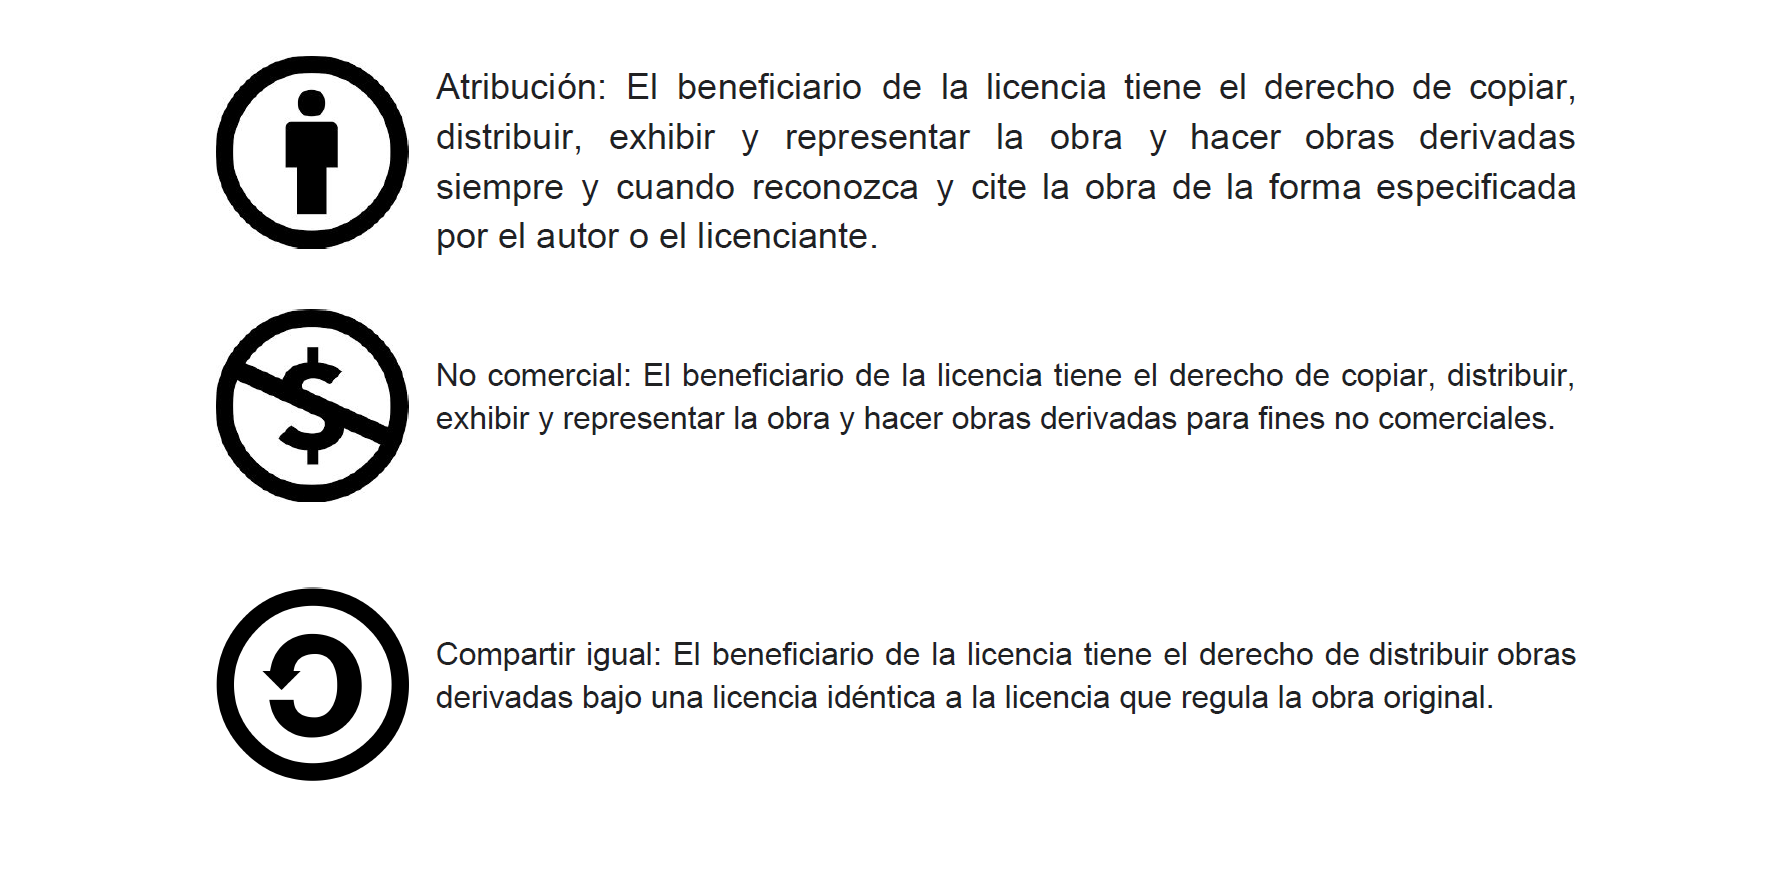 Atribución: El beneficiario de la licencia tiene el derecho de copiar,
distribuir, exhibir y representar la obra y hacer obras derivadas
siempre y cuando reconozca y cite la obra de la forma especificada
por el autor o el licenciante.
No comercial: El beneficiario de la licencia tiene el derecho de copiar, distribuir,
exhibir y representar la obra y hacer obras derivadas para fines no comerciales.
Compartir igual: El beneficiario de la licencia tiene el derecho de distribuir obras
derivadas bajo una licencia idéntica a la licencia que regula la obra original.